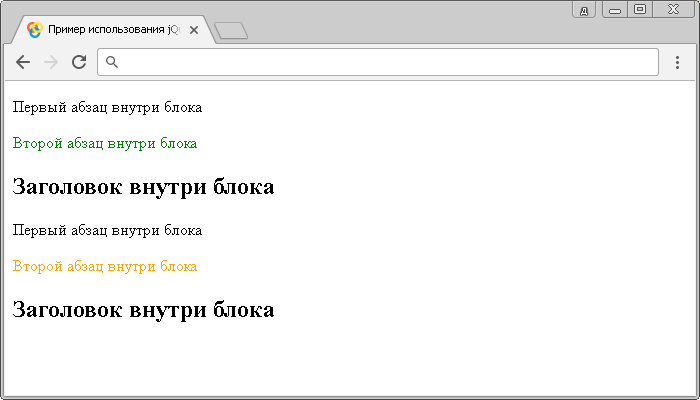 д
Пример использования jQu
Первый абзац внутри блока
Второй абзац внутри блока
Заголовок внутри блока
Первый абзац внутри блока
Второй абзац внутри блока
Заголовок внутри блока